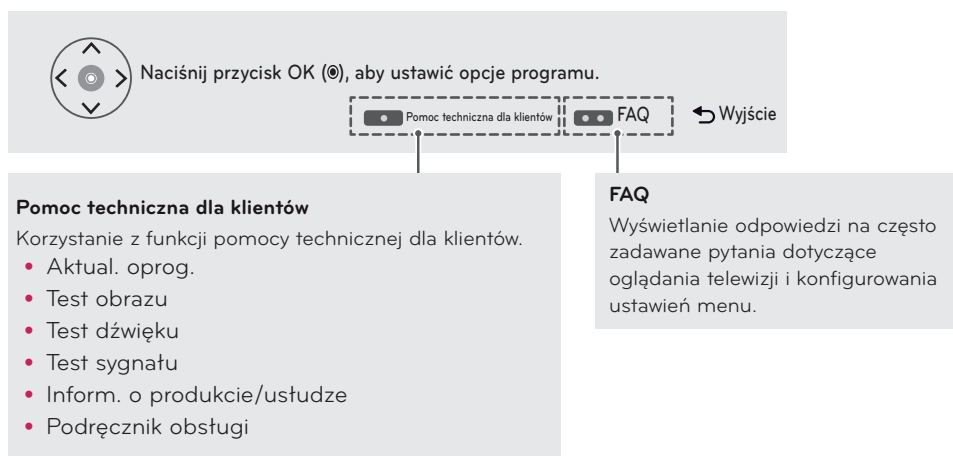 Naciśnij przycisk OK (◉), aby ustawić opcje programu.
Pomoc techniczna dla klientów FAQ Wyjście
Pomoc techniczna dla klientów
Korzystanie z funkcji pomocy technicznej dla klientów.
• Aktual. oprog.
• Test obrazu
• Test dźwięku
• Test sygnału
• Inform. o produkcie/usłudze
• Podręcznik obsługi
FAQ
Wyświetlanie odpowiedzi na często
zadawane pytania dotyczące
oglądania telewizji i konfigurowania
ustawień menu.